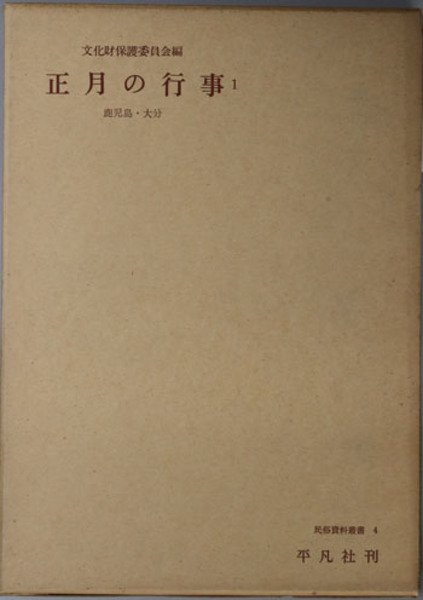 文化財保護委員会編
正月の行事 1
鹿児島・大分
民俗資料叢書 4
平凡社刊